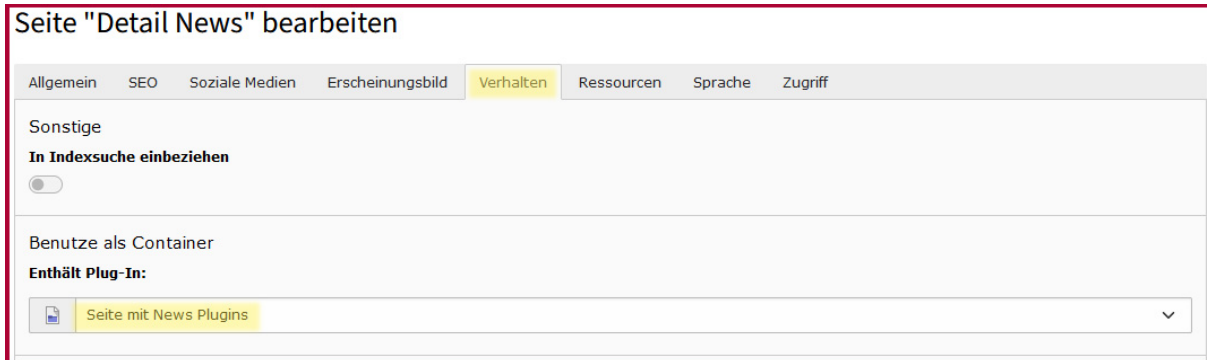 Seite "Detail News" bearbeiten
Allgemein SEO Soziale Medien Erscheinungsbild Verhalten Ressourcen Sprache Zugriff
Sonstige
In Indexsuche einbeziehen
Benutze als Container
Enthält Plug-In:
Seite mit News Plugins